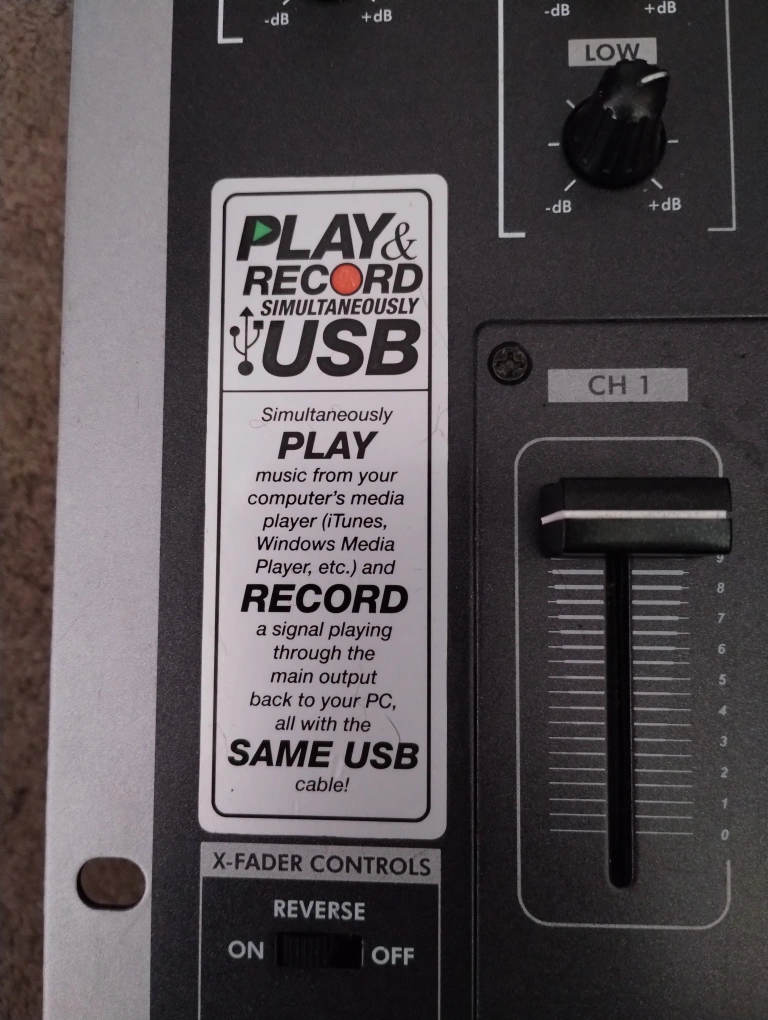 -dB +dB
-dB +dB
LOW
-dB +dB
PLAY &
RECORD
SIMULTANEOUSLY
USB
Simultaneously
PLAY
music from your
computer's media
player (iTunes,
Windows Media
Player, etc.) and
RECORD
a signal playing
through the
main output
back to your PC,
all with the
SAME USB
cable!
CH 1
9
8
7
6
5
4
3
2
1
0
X-FADER CONTROLS
REVERSE
ON OFF